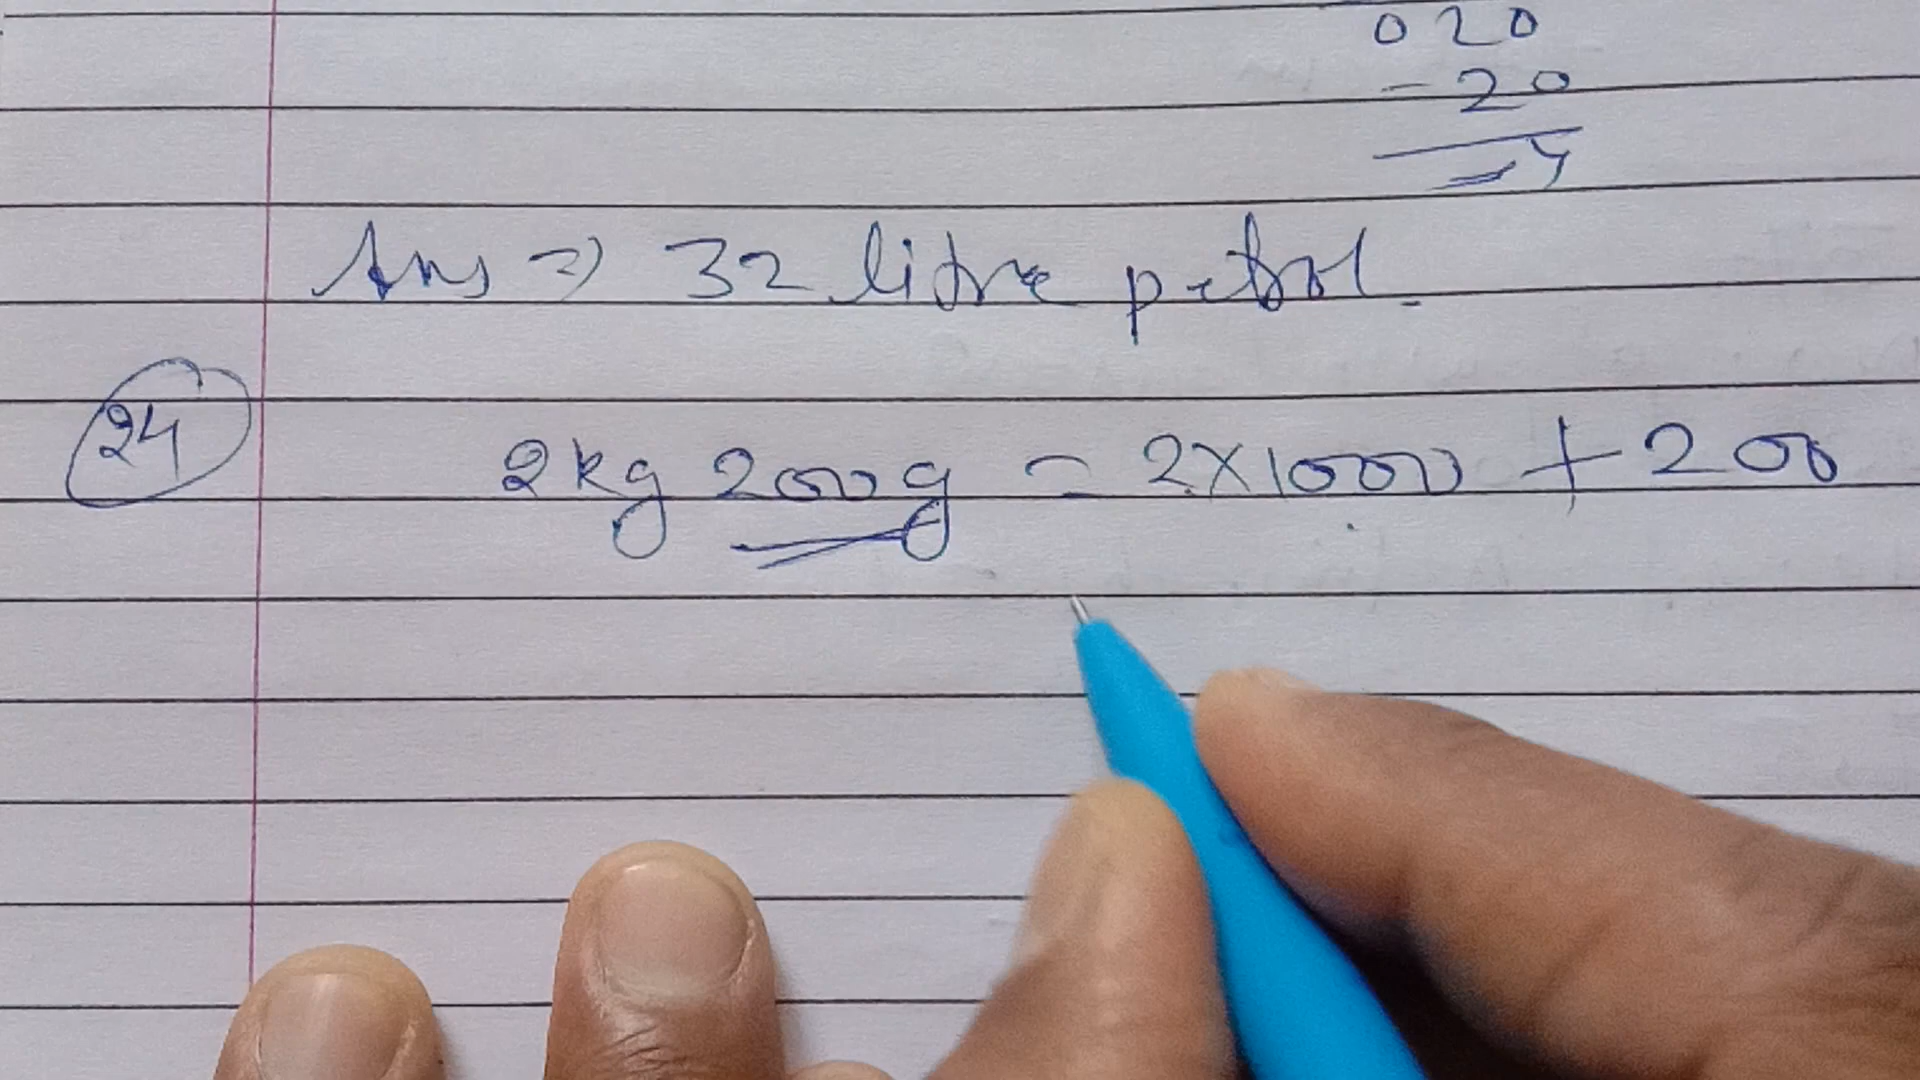 020
- 20
Ans ⇒ 32 litre petrol.
24 2kg 200g = 2×1000 + 200